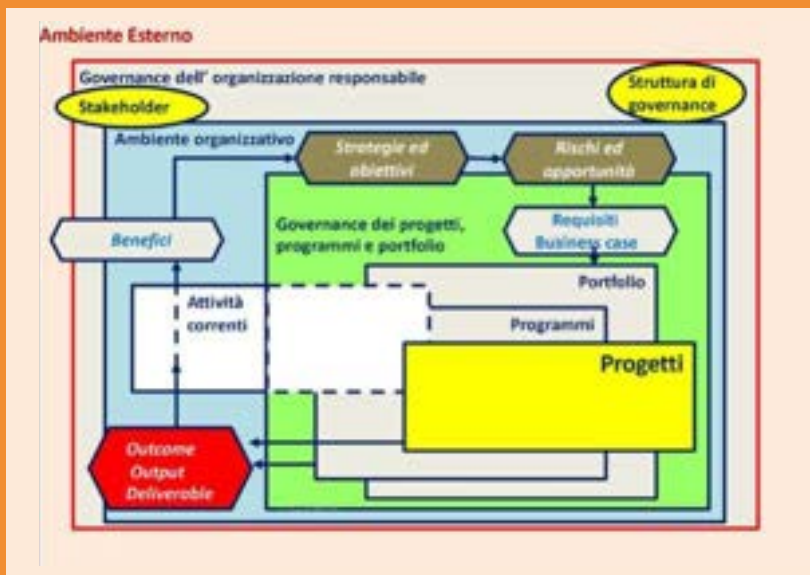 Ambiente Esterno
Governance dell' organizzazione responsabile
Stakeholder
Struttura di
governance
Ambiente organizzativo
Strategie ed
obiettivi
Rischi ed
opportunità
Benefici
Governance dei progetti,
programmi e portfolio
Requisiti
Business case
Portfolio
Attività
correnti
Programmi
Progetti
Outcome
Output
Deliverable